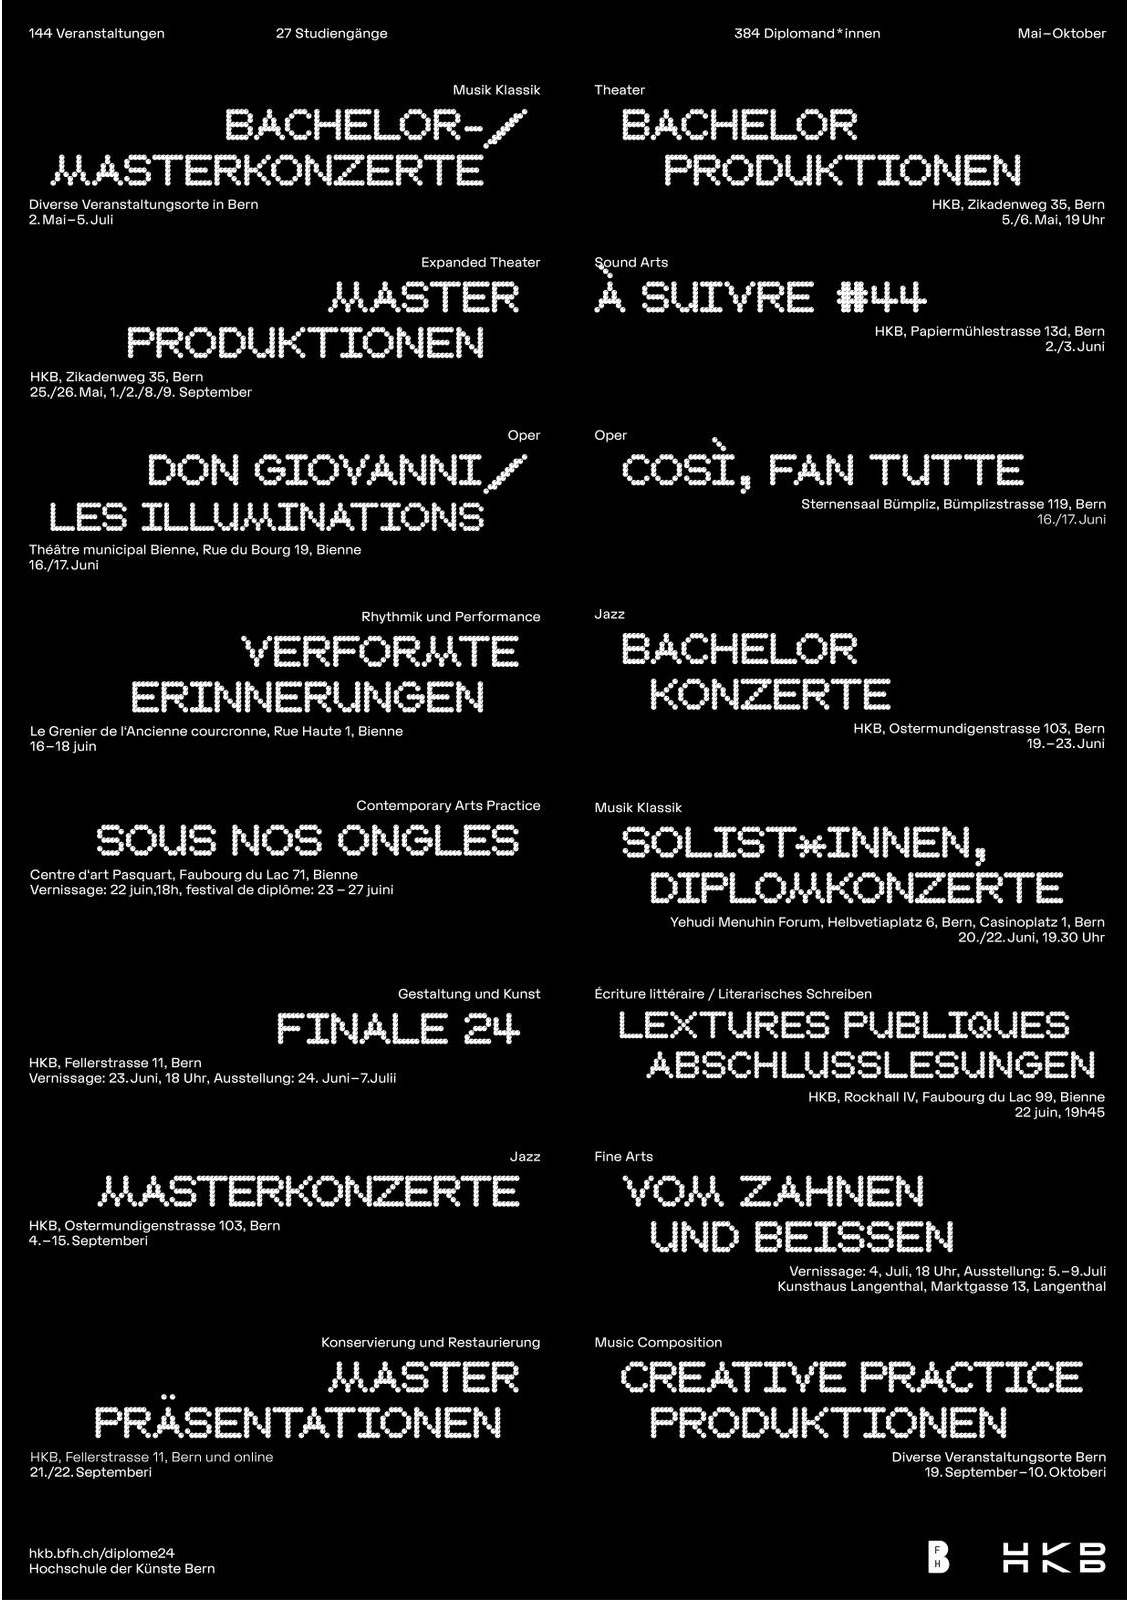 144 Veranstaltungen 27 Studiengänge 384 Diplomand*innen Mai–Oktober
Musik Klassik
BACHELOR-/
MASTERKONZERTE
Diverse Veranstaltungsorte in Bern
2. Mai–5. Juli
Theater
BACHELOR
PRODUKTIONEN
HKB, Zikadenweg 35, Bern
5./6. Mai, 19 Uhr
Expanded Theater
MASTER
PRODUKTIONEN
HKB, Zikadenweg 35, Bern
25./26. Mai, 1./2./8./9. September
Sound Arts
À SUIVRE #44
HKB, Papiermühlestrasse 13d, Bern
2./3. Juni
Oper
DON GIOVANNI/
LES ILLUMINATIONS
Théâtre municipal Bienne, Rue du Bourg 19, Bienne
16./17. Juni
Oper
COSÌ, FAN TUTTE
Sternensaal Bümpliz, Bümplizstrasse 119, Bern
16./17. Juni
Rhythmik und Performance
VERFORMTE
ERINNERUNGEN
Le Grenier de l'Ancienne courcronne, Rue Haute 1, Bienne
16–18 juin
Jazz
BACHELOR
KONZERTE
HKB, Ostermundigenstrasse 103, Bern
19.–23. Juni
Contemporary Arts Practice
SOUS NOS ONGLES
Centre d'art Pasquart, Faubourg du Lac 71, Bienne
Vernissage: 22 juin,18h, festival de diplôme: 23 – 27 juini
Musik Klassik
SOLIST*INNEN,
DIPLOMKONZERTE
Yehudi Menuhin Forum, Helbvetiaplatz 6, Bern, Casinoplatz 1, Bern
20./22. Juni, 19.30 Uhr
Gestaltung und Kunst
FINALE 24
HKB, Fellerstrasse 11, Bern
Vernissage: 23. Juni, 18 Uhr, Ausstellung: 24. Juni–7. Julii
Écriture littéraire / Literarisches Schreiben
LEXTURES PUBLIQUES
ABSCHLUSSLESUNGEN
HKB, Rockhall IV, Faubourg du Lac 99, Bienne
22 juin, 19h45
Jazz
MASTERKONZERTE
HKB, Ostermundigenstrasse 103, Bern
4.–15. Septemberi
Fine Arts
VOM ZAHNEN
UND BEISSEN
Vernissage: 4, Juli, 18 Uhr, Ausstellung: 5.–9.Juli
Kunsthaus Langenthal, Marktgasse 13, Langenthal
Konservierung und Restaurierung
MASTER
PRÄSENTATIONEN
HKB, Fellerstrasse 11, Bern und online
21./22. Septemberi
Music Composition
CREATIVE PRACTICE
PRODUKTIONEN
Diverse Veranstaltungsorte Bern
19. September–10. Oktoberi
hkb.bfh.ch/diplome24
Hochschule der Künste Bern
B F H
HKB